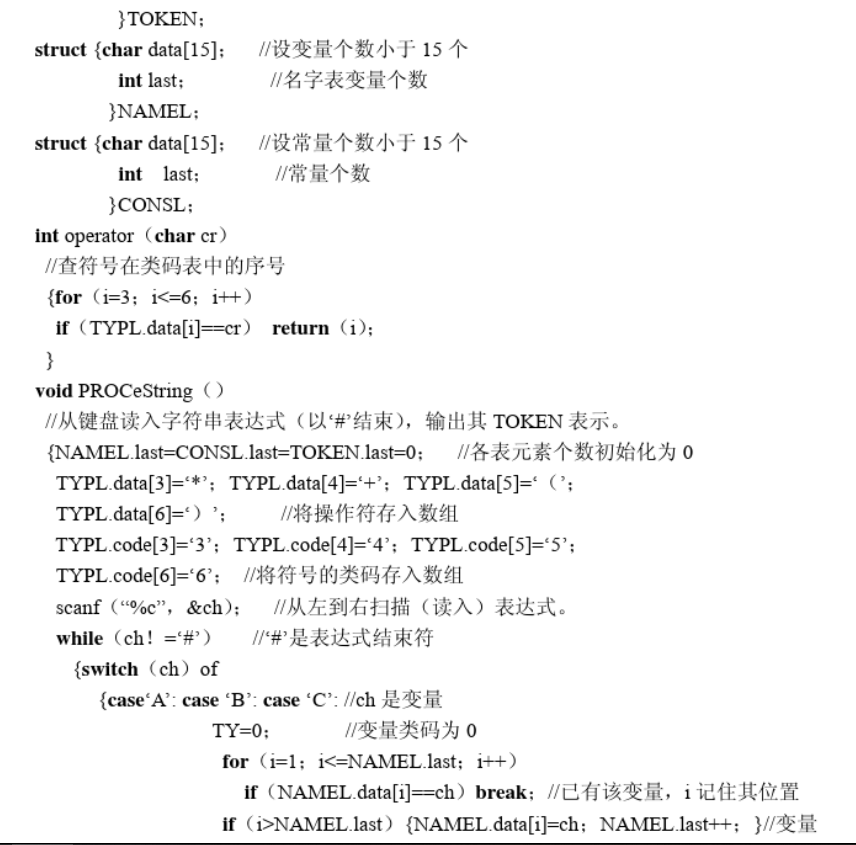 }TOKEN；
struct {char data[15]； //设变量个数小于 15 个
int last； //名字表变量个数
}NAMEL；
struct {char data[15]； //设常量个数小于 15 个
int last； //常量个数
}CONSL；
int operator（char cr）
//查符号在类码表中的序号
{for（i=3；i<=6；i++）
if（TYPL.data[i]==cr） return（i）；
}
void PROCeString（）
//从键盘读入字符串表达式（以‘#’结束），输出其 TOKEN 表示。
{NAMEL.last=CONSL.last=TOKEN.last=0； //各表元素个数初始化为 0
TYPL.data[3]=‘*’；TYPL.data[4]=‘+’；TYPL.data[5]=‘（’；
TYPL.data[6]=‘）’； //将操作符存入数组
TYPL.code[3]=‘3’；TYPL.code[4]=‘4’；TYPL.code[5]=‘5’；
TYPL.code[6]=‘6’； //将符号的类码存入数组
scanf（“%c”，&ch）； //从左到右扫描（读入）表达式。
while（ch！=‘#’） //‘#’是表达式结束符
{switch（ch）of
{case‘A’: case ‘B’: case ‘C’: //ch 是变量
TY=0； //变量类码为 0
for（i=1；i<=NAMEL.last；i++）
if（NAMEL.data[i]==ch）break；//已有该变量，i 记住其位置
if（i>NAMEL.last）{NAMEL.data[i]=ch；NAMEL.last++；}//变量